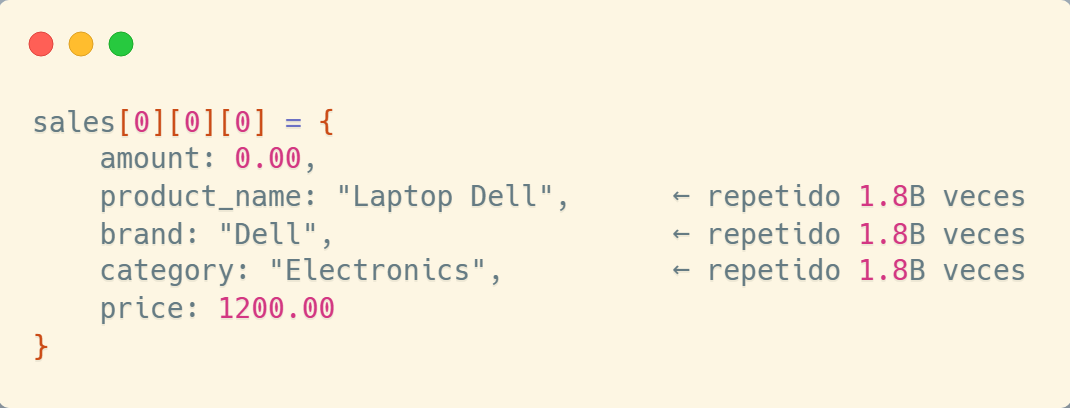 sales[0][0][0] = {
    amount: 0.00,
    product_name: "Laptop Dell",      ← repetido 1.8B veces
    brand: "Dell",                    ← repetido 1.8B veces
    category: "Electronics",          ← repetido 1.8B veces
    price: 1200.00
}